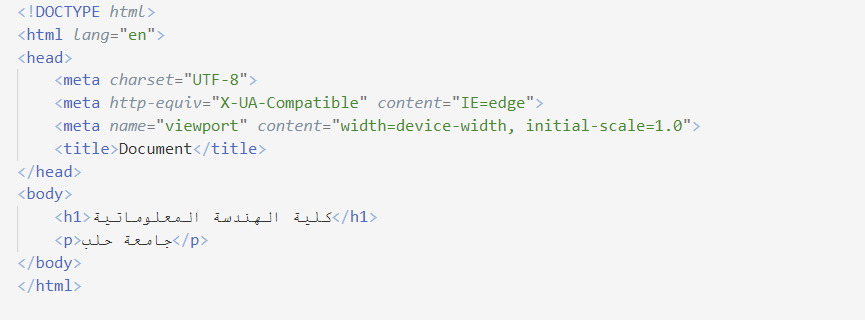 <!DOCTYPE html>
<html lang="en">
<head>
    <meta charset="UTF-8">
    <meta http-equiv="X-UA-Compatible" content="IE=edge">
    <meta name="viewport" content="width=device-width, initial-scale=1.0">
    <title>Document</title>
</head>
<body>
    <h1>كلية الهندسة المعلوماتية</h1>
    <p>جامعة حلب</p>
</body>
</html>